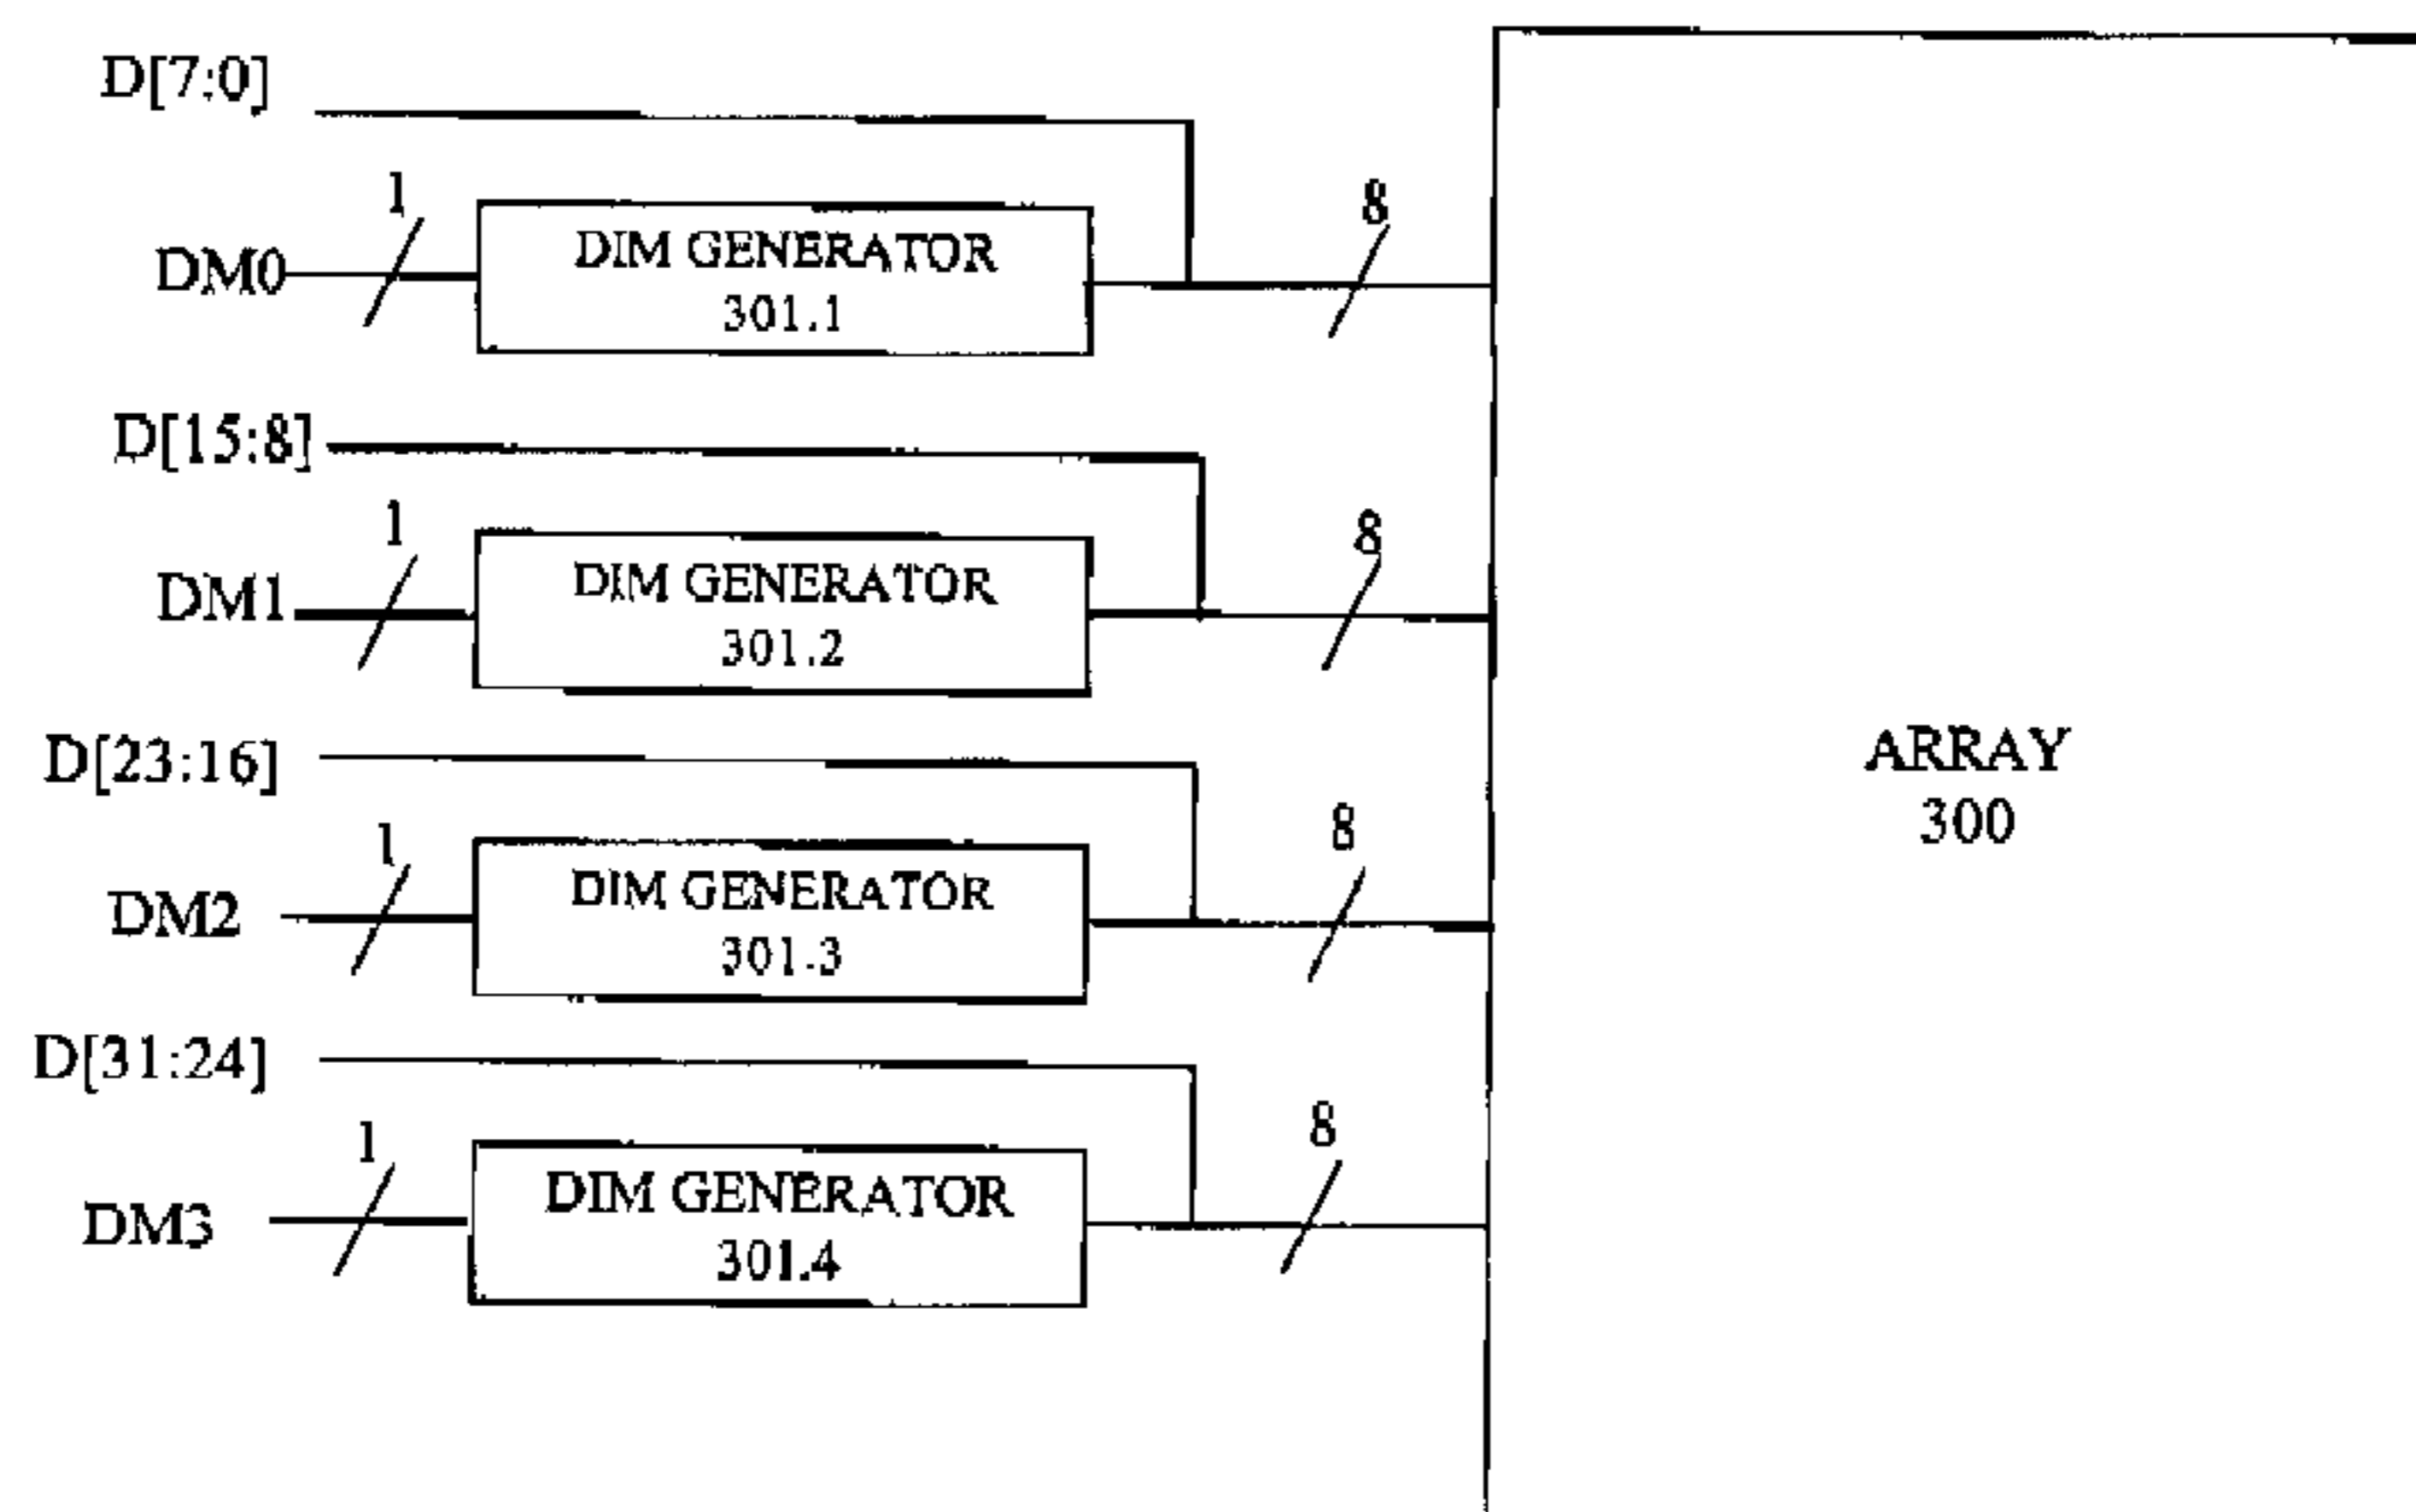 D[7:0]
1
8
DM0
DIM GENERATOR
301.1
D[15:8]
1
8
DM1
DIM GENERATOR
301.2
D[23:16]
ARRAY
300
1
8
DM2
DIM GENERATOR
301.3
D[31:24]
1
8
DM3
DIM GENERATOR
301.4